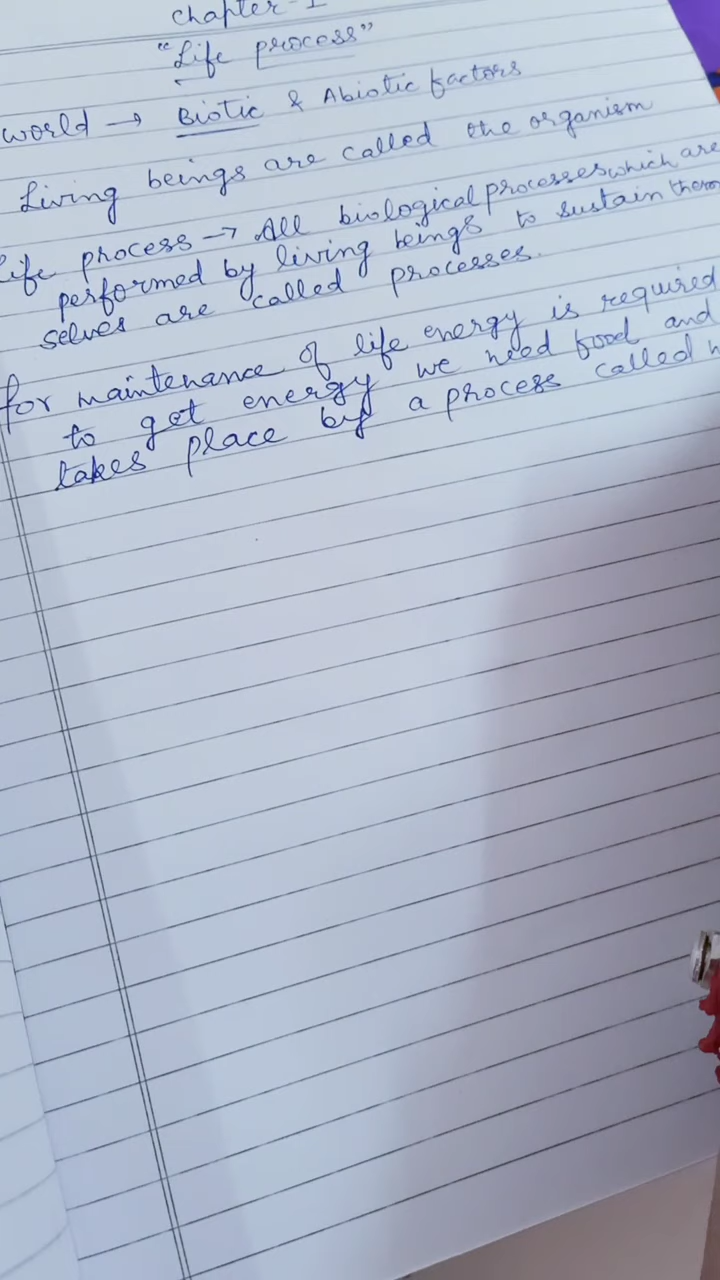 Chapter-1
"Life process"
world → Biotic & Abiotic factors
Living beings are called the organism
Life process → All biological processes which are
performed by living beings to sustain them
selves are called processes.
for maintenance of life energy is required
to get energy we need food and
takes place by a process called